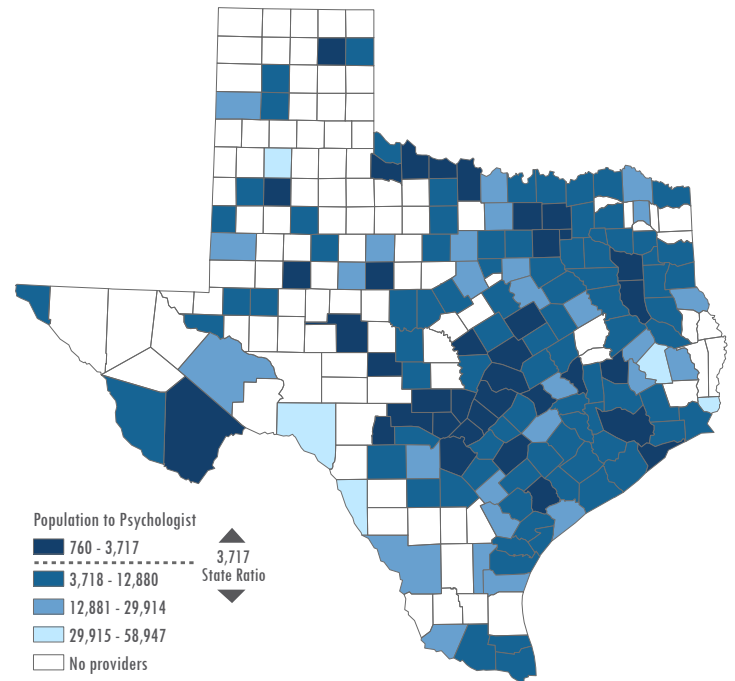 Population to Psychologist
760 - 3,717
3,717
State Ratio
3,718 - 12,880
12,881 - 29,914
29,915 - 58,947
No providers